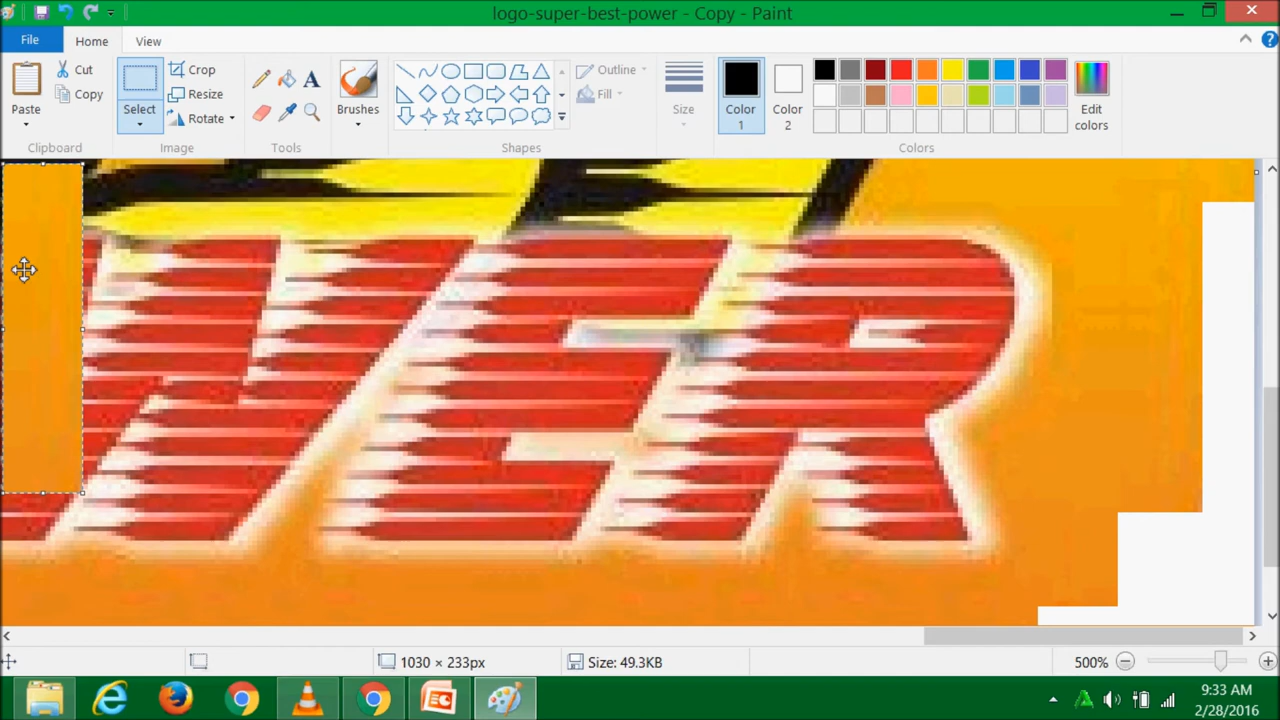 logo-super-best-power - Copy - Paint
File
Home
View
Paste
Cut
Copy
Clipboard
Select
Crop
Resize
Rotate
Image
Tools
Brushes
Outline
Fill
Shapes
Size
Color 1
Color 2
Edit colors
Colors
WER
1030 × 233px
Size: 49.3KB
500%
9:33 AM
2/28/2016